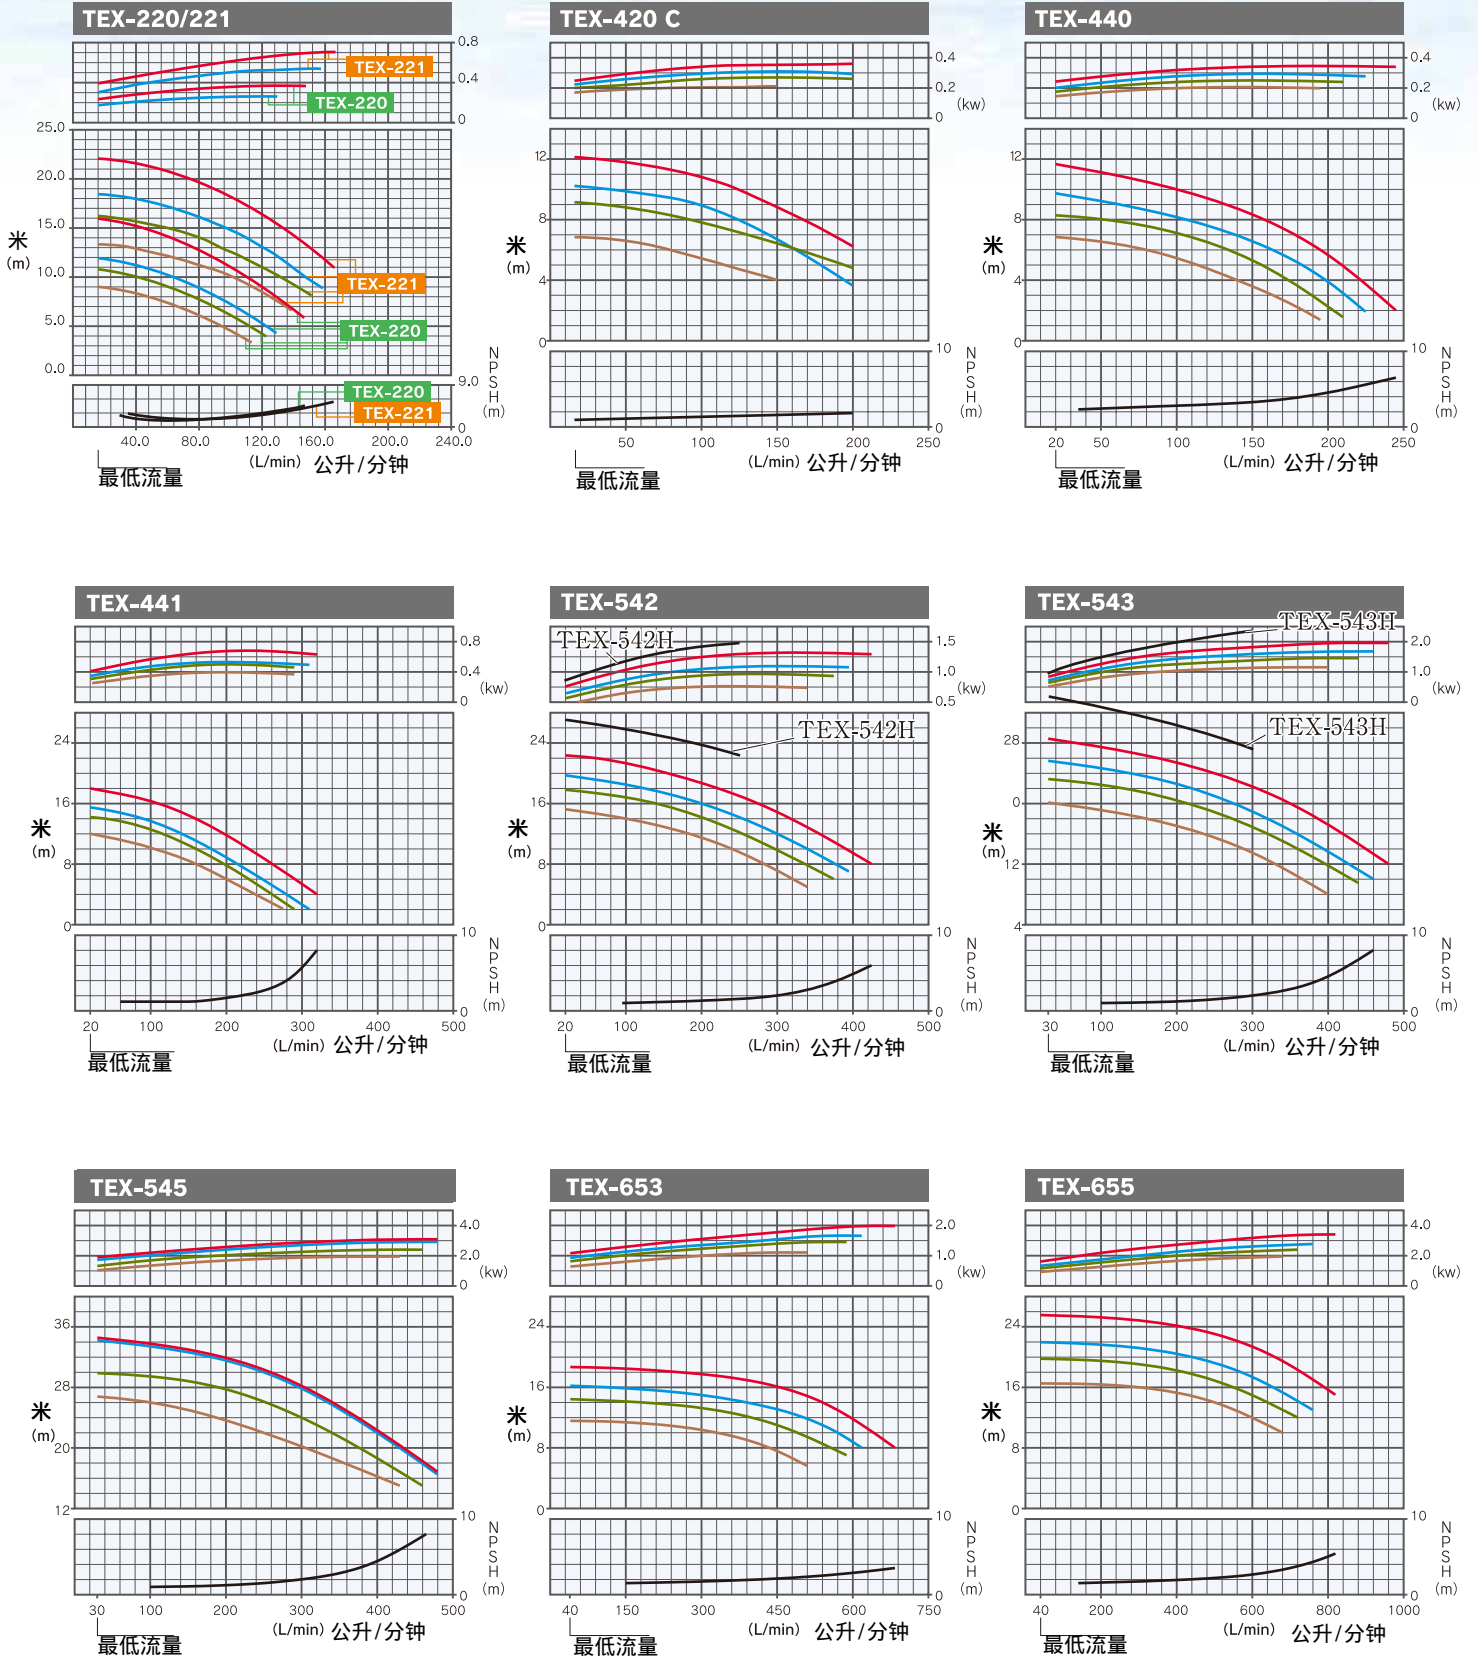 TEX-220/221
0.8
0.4
0
TEX-221
TEX-220
25.0
20.0
15.0
10.0
5.0
0.0
米
(m)
TEX-221
TEX-220
TEX-220
TEX-221
9.0
0
NPSH
(m)
40.0 80.0 120.0 160.0 200.0 240.0
(L/min) 公升/分钟
最低流量
TEX-420 C
0.4
0.2
0
(kw)
12
8
4
0
米
(m)
10
0
NPSH
(m)
50 100 150 200 250
(L/min) 公升/分钟
最低流量
TEX-440
0.4
0.2
0
(kw)
12
8
4
0
米
(m)
10
0
NPSH
(m)
20 50 100 150 200 250
(L/min) 公升/分钟
最低流量
TEX-441
0.8
0.4
0
(kw)
24
16
8
0
米
(m)
10
0
NPSH
(m)
20 100 200 300 400 500
(L/min) 公升/分钟
最低流量
TEX-542
TEX-542H
1.5
1.0
0.5
(kw)
TEX-542H
24
16
8
0
米
(m)
10
0
NPSH
(m)
20 100 200 300 400 500
(L/min) 公升/分钟
最低流量
TEX-543
TEX-543H
2.0
1.0
0
(kw)
TEX-543H
28
0
12
4
米
(m)
10
0
NPSH
(m)
30 100 200 300 400 500
(L/min) 公升/分钟
最低流量
TEX-545
4.0
2.0
0
(kw)
36
28
20
12
米
(m)
10
0
NPSH
(m)
30 100 200 300 400 500
(L/min) 公升/分钟
最低流量
TEX-653
2.0
1.0
0
(kw)
24
16
8
0
米
(m)
10
0
NPSH
(m)
40 150 300 450 600 750
(L/min) 公升/分钟
最低流量
TEX-655
4.0
2.0
0
(kw)
24
16
8
0
米
(m)
10
0
NPSH
(m)
40 200 400 600 800 1000
(L/min) 公升/分钟
最低流量